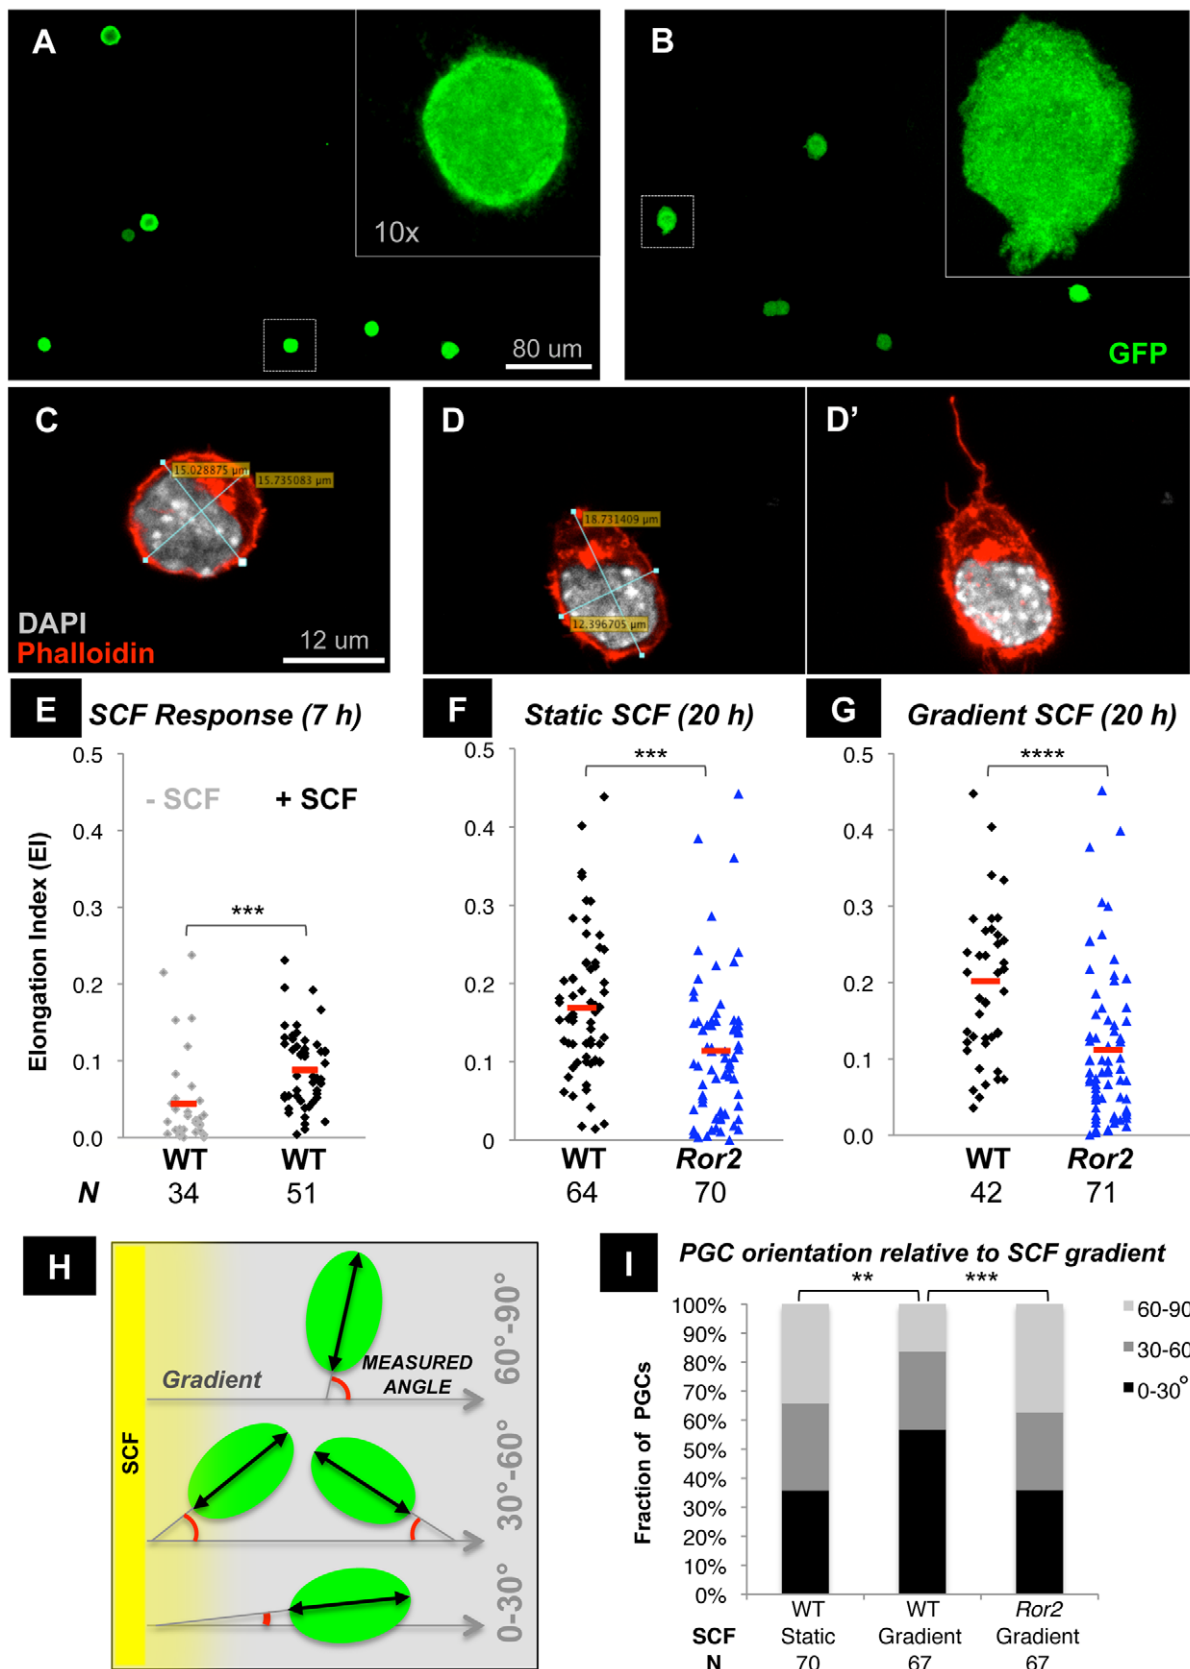 A
10x
80 um
B
GFP
C
15.028875 µm
15.735083 µm
DAPI
Phalloidin
12 um
D
18.731409 µm
12.396705 µm
D’
E SCF Response (7 h)
Elongation Index (EI)
0.5
0.4
0.3
0.2
0.1
0.0
- SCF + SCF
***
WT WT
N 34 51
F Static SCF (20 h)
0.5
0.4
0.3
0.2
0.1
0
***
WT Ror2
64 70
G Gradient SCF (20 h)
0.5
0.4
0.3
0.2
0.1
0.0
****
WT Ror2
42 71
H
SCF
Gradient
MEASURED
ANGLE
60°-90°
30°-60°
0-30°
I PGC orientation relative to SCF gradient
** ***
Fraction of PGCs
100%
90%
80%
70%
60%
50%
40%
30%
20%
10%
0%
60-90
30-60
0-30°
WT WT Ror2
SCF Static Gradient Gradient
N 70 67 67